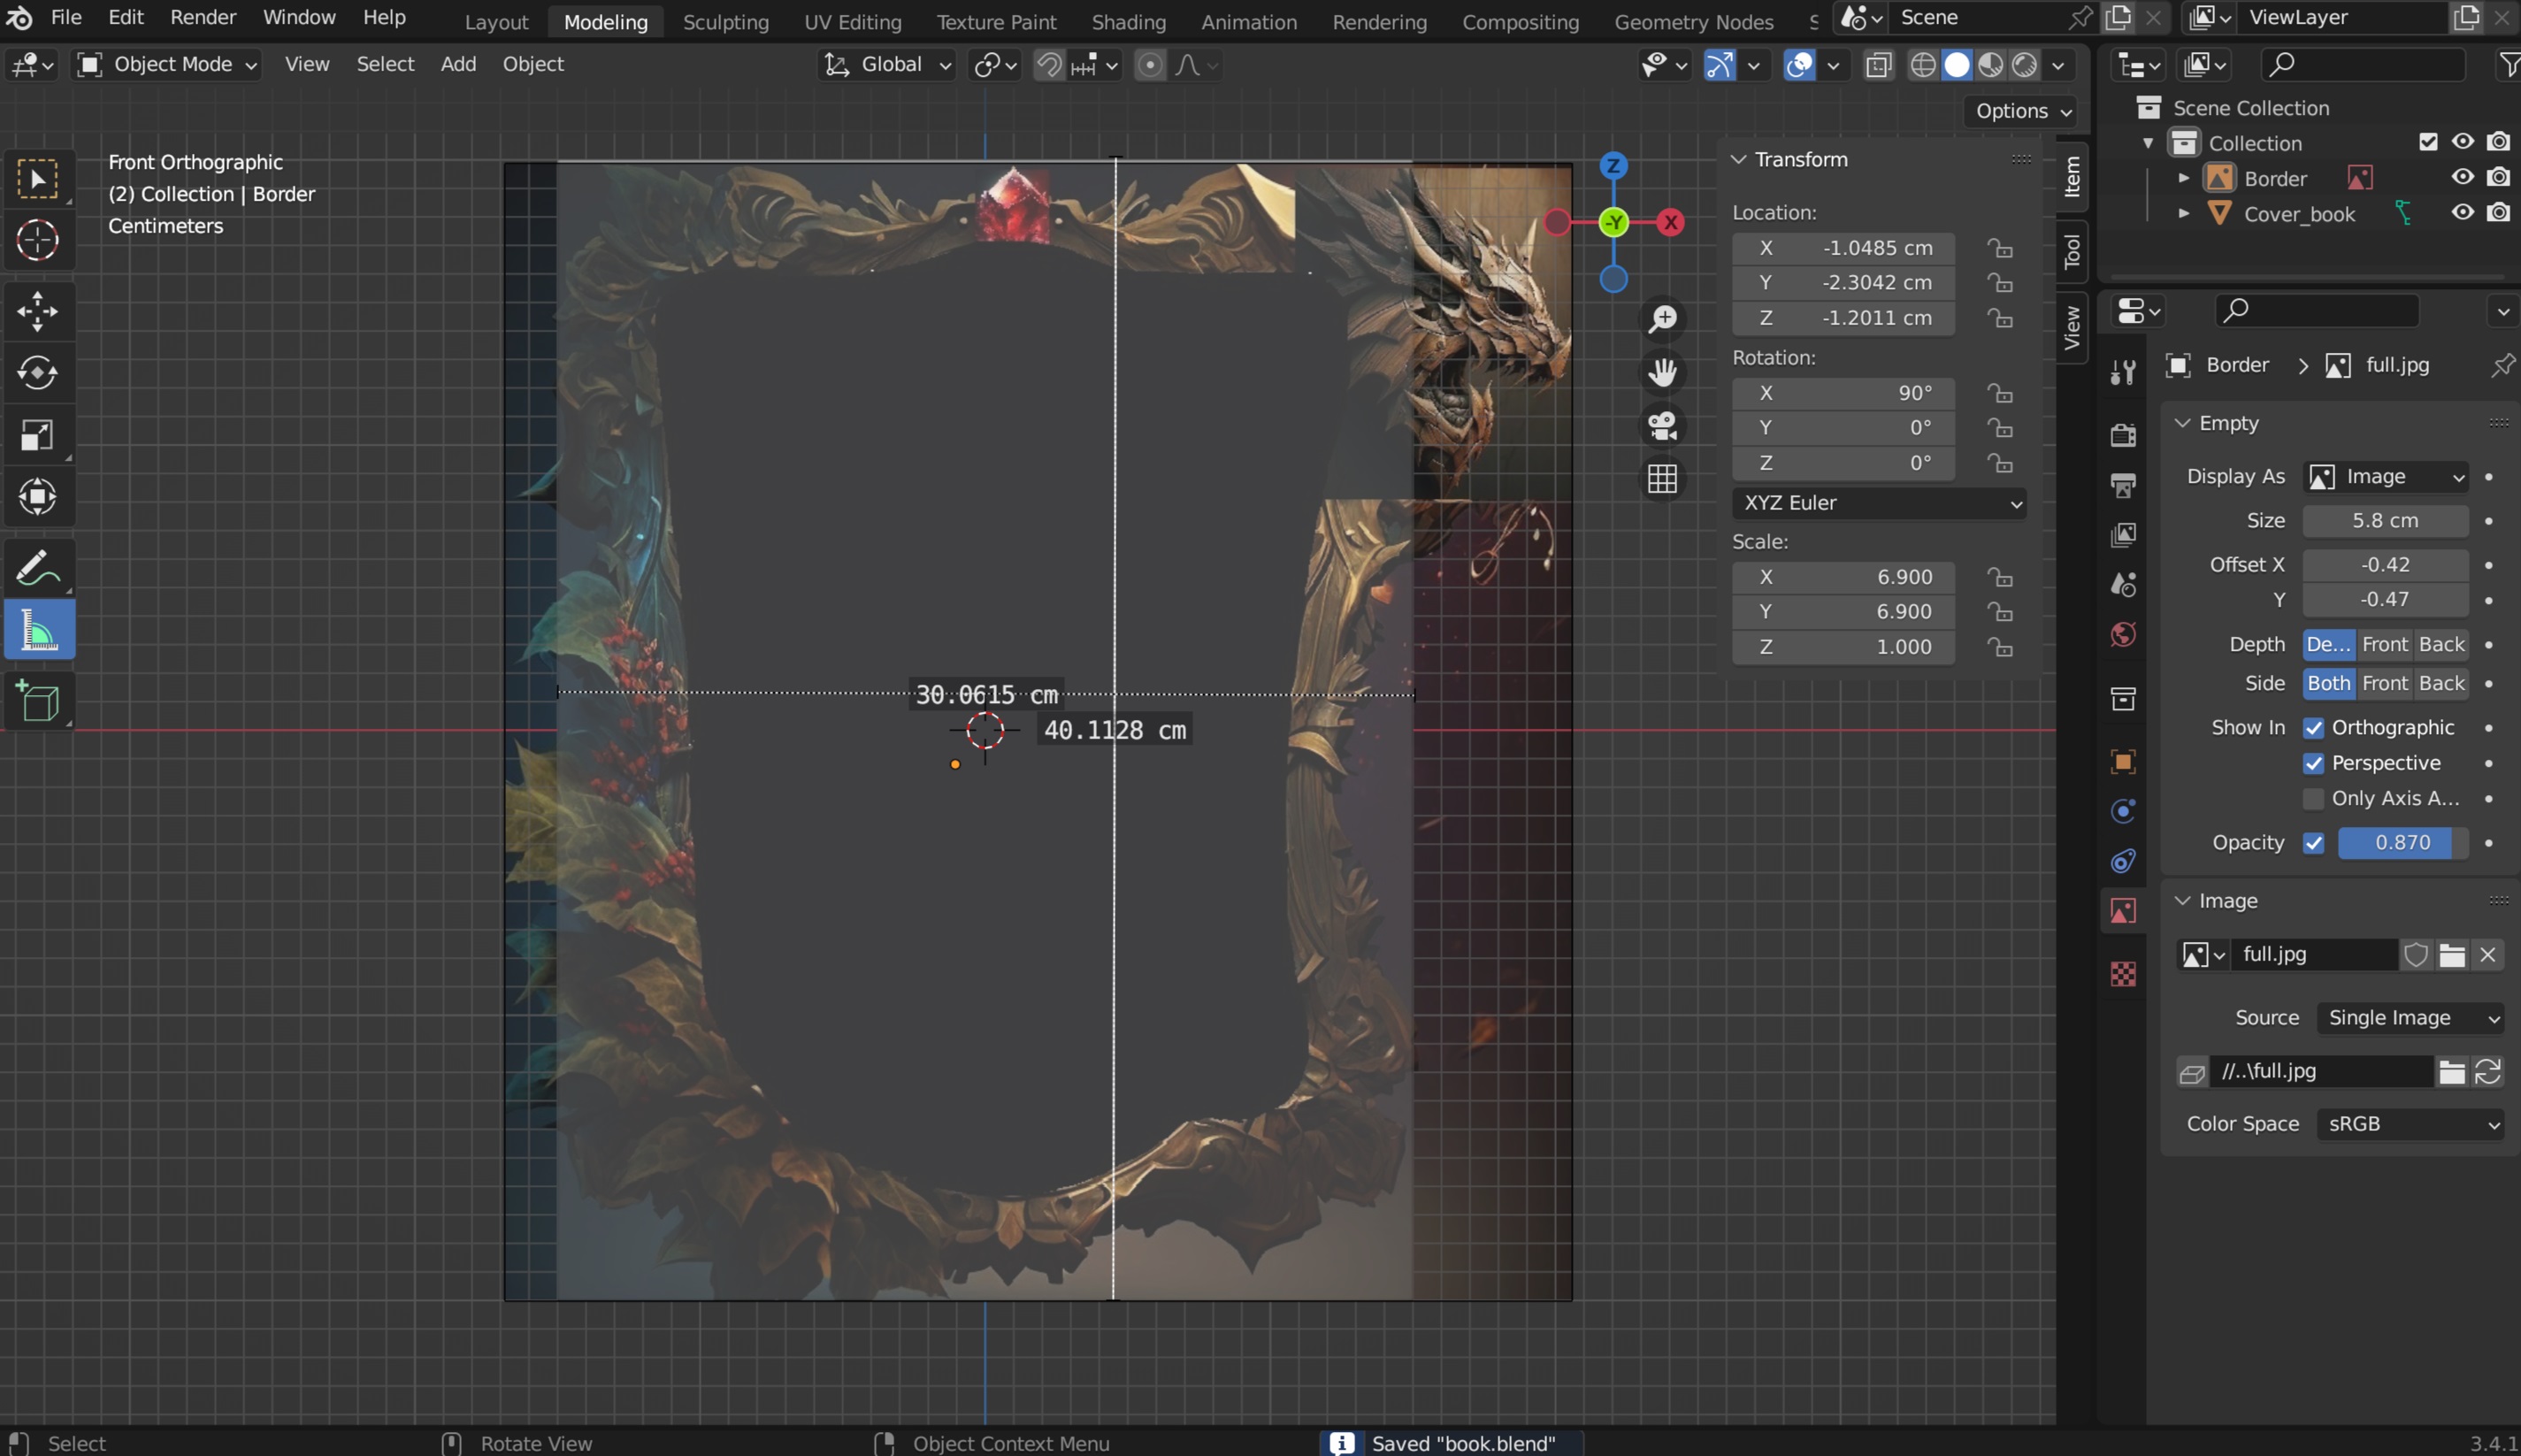 File Edit Render Window Help
Layout Modeling Sculpting UV Editing Texture Paint Shading Animation Rendering Compositing Geometry Nodes S
Scene
ViewLayer
Object Mode View Select Add Object
Global
Options
Front Orthographic
(2) Collection | Border
Centimeters
Z
-Y
X
30.0615 cm
40.1128 cm
Transform
Location:
X -1.0485 cm
Y -2.3042 cm
Z -1.2011 cm
Rotation:
X 90°
Y 0°
Z 0°
XYZ Euler
Scale:
X 6.900
Y 6.900
Z 1.000
Item
Tool
View
Scene Collection
Collection
Border
Cover_book
Border > full.jpg
Empty
Display As Image
Size 5.8 cm
Offset X -0.42
Y -0.47
Depth De... Front Back
Side Both Front Back
Show In Orthographic
Perspective
Only Axis A...
Opacity 0.870
Image
full.jpg
Source Single Image
//..\full.jpg
Color Space sRGB
Select
Rotate View
Object Context Menu
Saved "book.blend"
3.4.1